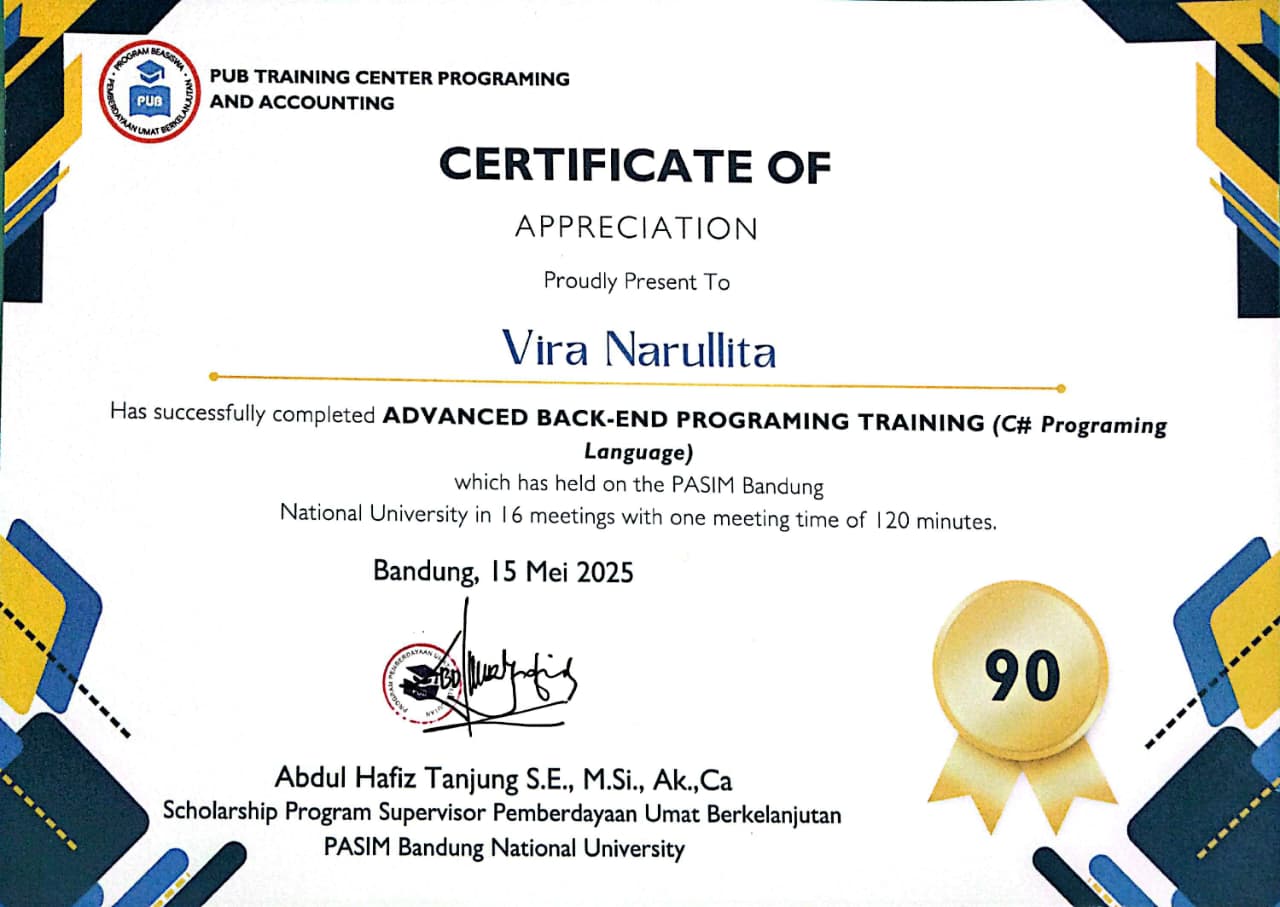 PROGRAM BEASISWA
PEMBERDAYAAN UMAT BERKELANJUTAN
PUB
PUB TRAINING CENTER PROGRAMING
AND ACCOUNTING
CERTIFICATE OF
APPRECIATION
Proudly Present To
Vira Narullita
Has successfully completed ADVANCED BACK-END PROGRAMING TRAINING (C# Programing
Language)
which has held on the PASIM Bandung
National University in 16 meetings with one meeting time of 120 minutes.
Bandung, 15 Mei 2025
PROGRAM PEMBERDAYAAN
90
Abdul Hafiz Tanjung S.E., M.Si., Ak.,Ca
Scholarship Program Supervisor Pemberdayaan Umat Berkelanjutan
PASIM Bandung National University